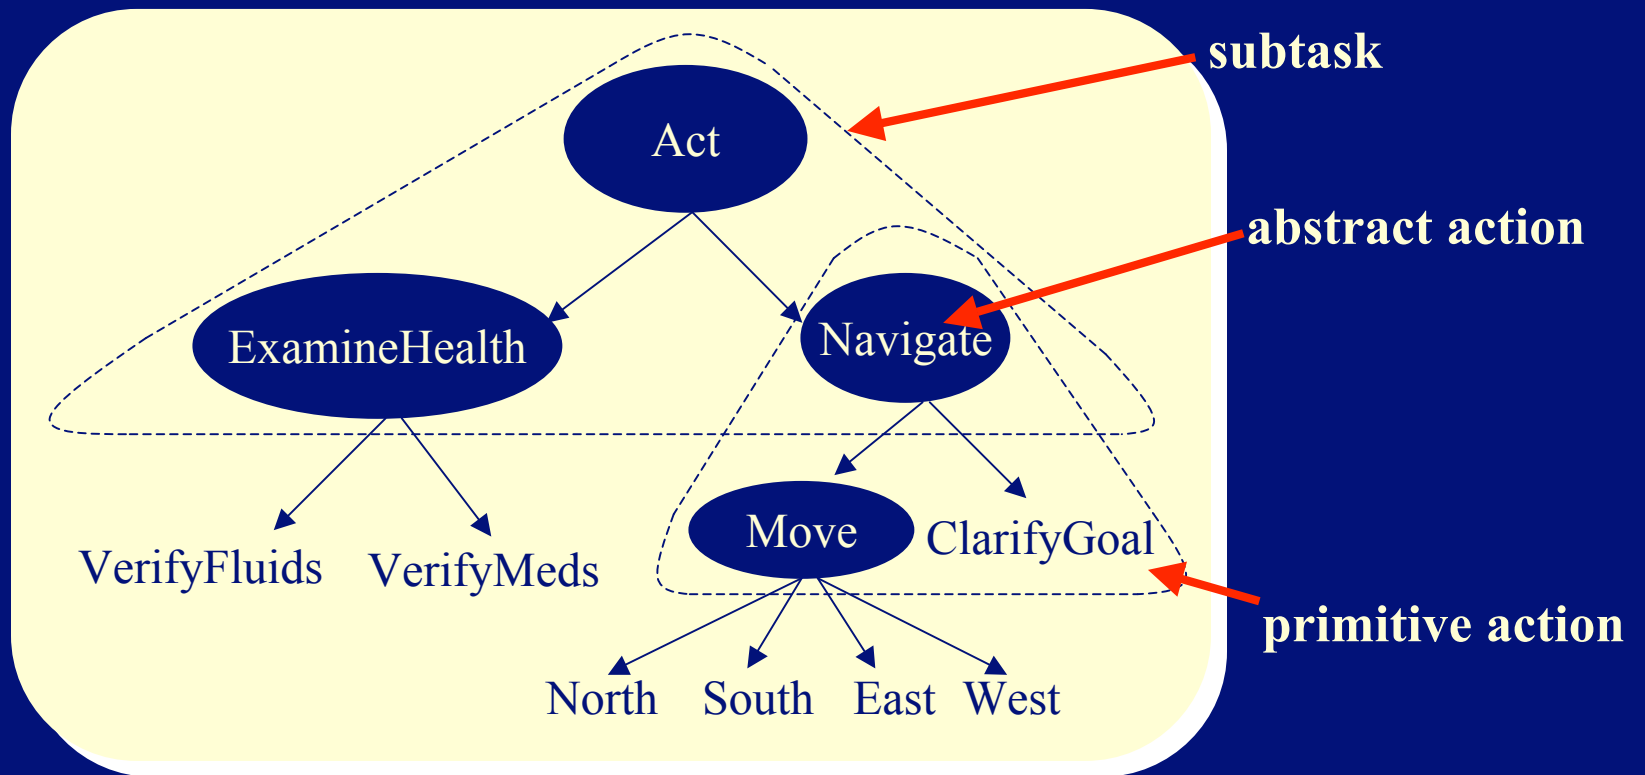 subtask
Act
abstract action
ExamineHealth
Navigate
Move
ClarifyGoal
VerifyFluids
VerifyMeds
primitive action
North South East West